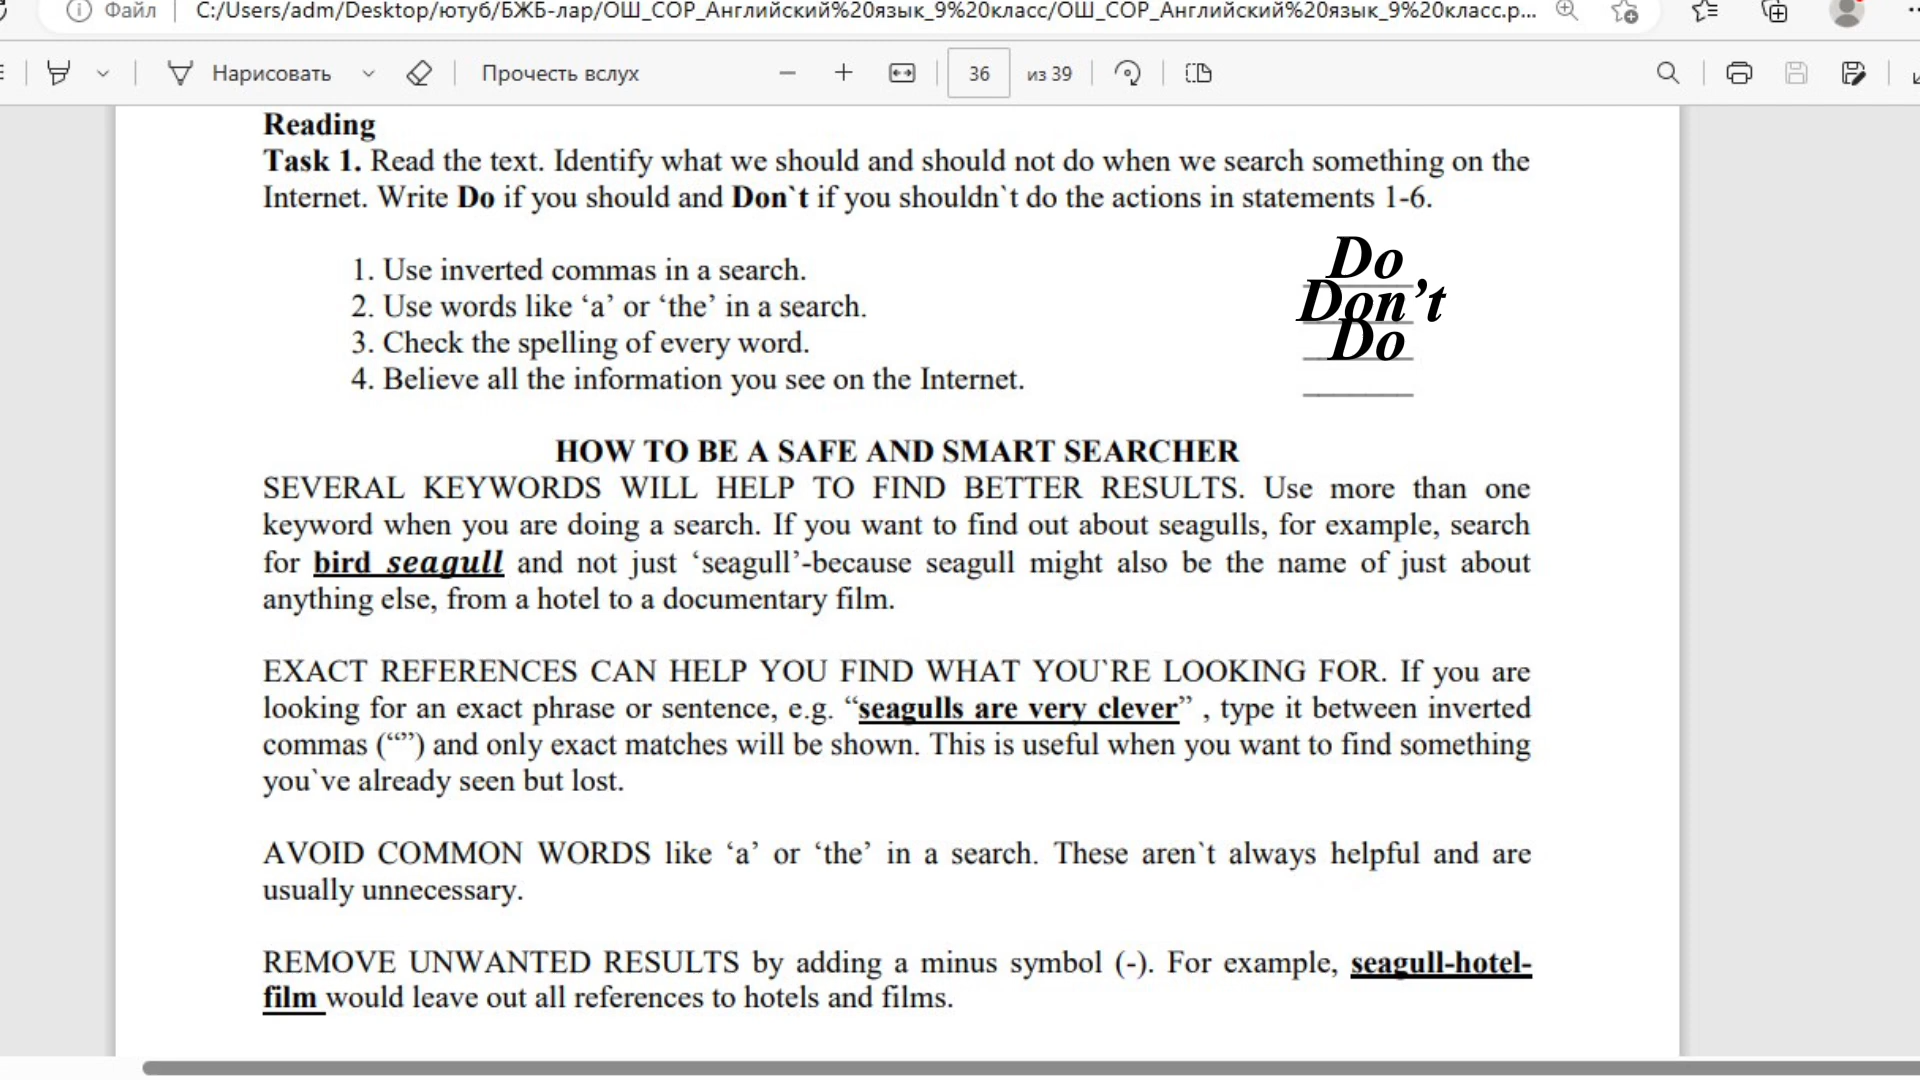 Файл C:/Users/adm/Desktop/ютуб/БЖБ-лар/ОШ_СОР_Английский%20язык_9%20класс/ОШ_СОР_Английский%20язык_9%20класс.p...
Нарисовать Прочесть вслух 36 из 39
Reading
Task 1. Read the text. Identify what we should and should not do when we search something on the
Internet. Write Do if you should and Don`t if you shouldn`t do the actions in statements 1-6.
1. Use inverted commas in a search. Do
2. Use words like ‘a’ or ‘the’ in a search. Don’t
3. Check the spelling of every word. Do
4. Believe all the information you see on the Internet.
HOW TO BE A SAFE AND SMART SEARCHER
SEVERAL KEYWORDS WILL HELP TO FIND BETTER RESULTS. Use more than one
keyword when you are doing a search. If you want to find out about seagulls, for example, search
for bird seagull and not just ‘seagull’-because seagull might also be the name of just about
anything else, from a hotel to a documentary film.
EXACT REFERENCES CAN HELP YOU FIND WHAT YOU`RE LOOKING FOR. If you are
looking for an exact phrase or sentence, e.g. “seagulls are very clever” , type it between inverted
commas (“”) and only exact matches will be shown. This is useful when you want to find something
you`ve already seen but lost.
AVOID COMMON WORDS like ‘a’ or ‘the’ in a search. These aren`t always helpful and are
usually unnecessary.
REMOVE UNWANTED RESULTS by adding a minus symbol (-). For example, seagull-hotel-
film would leave out all references to hotels and films.